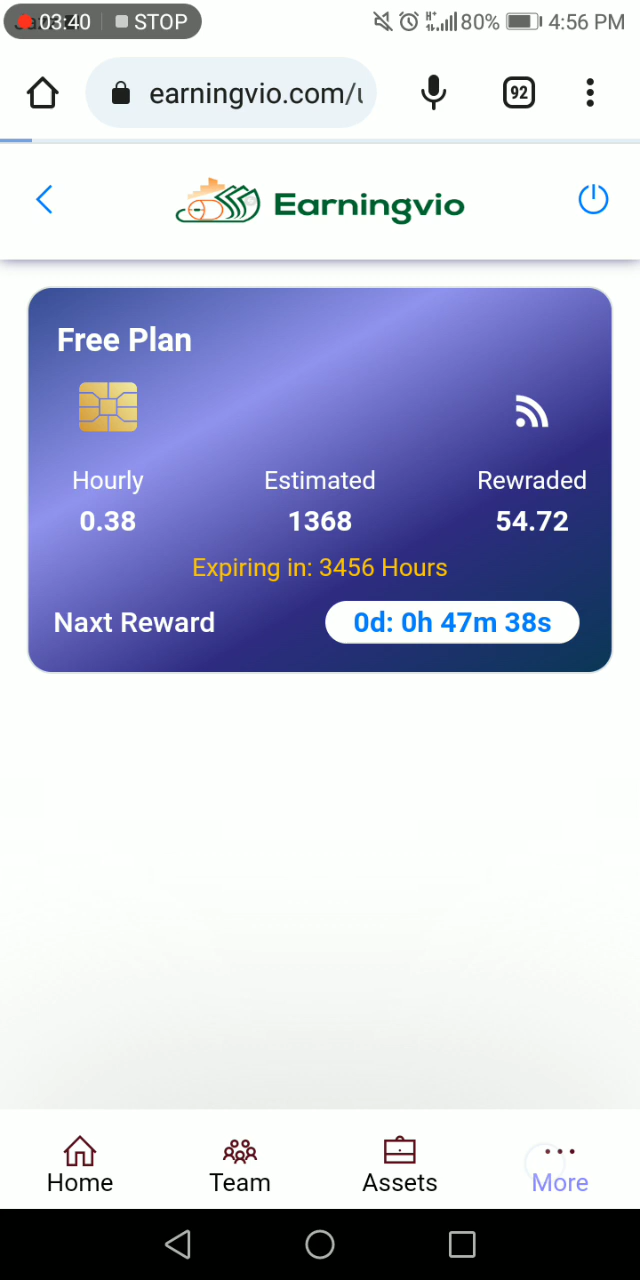 03:40 STOP 80% 4:56 PM
earningvio.com/u
92
Earningvio
Free Plan
Hourly Estimated Rewraded
0.38 1368 54.72
Expiring in: 3456 Hours
Naxt Reward 0d: 0h 47m 38s
Home Team Assets More